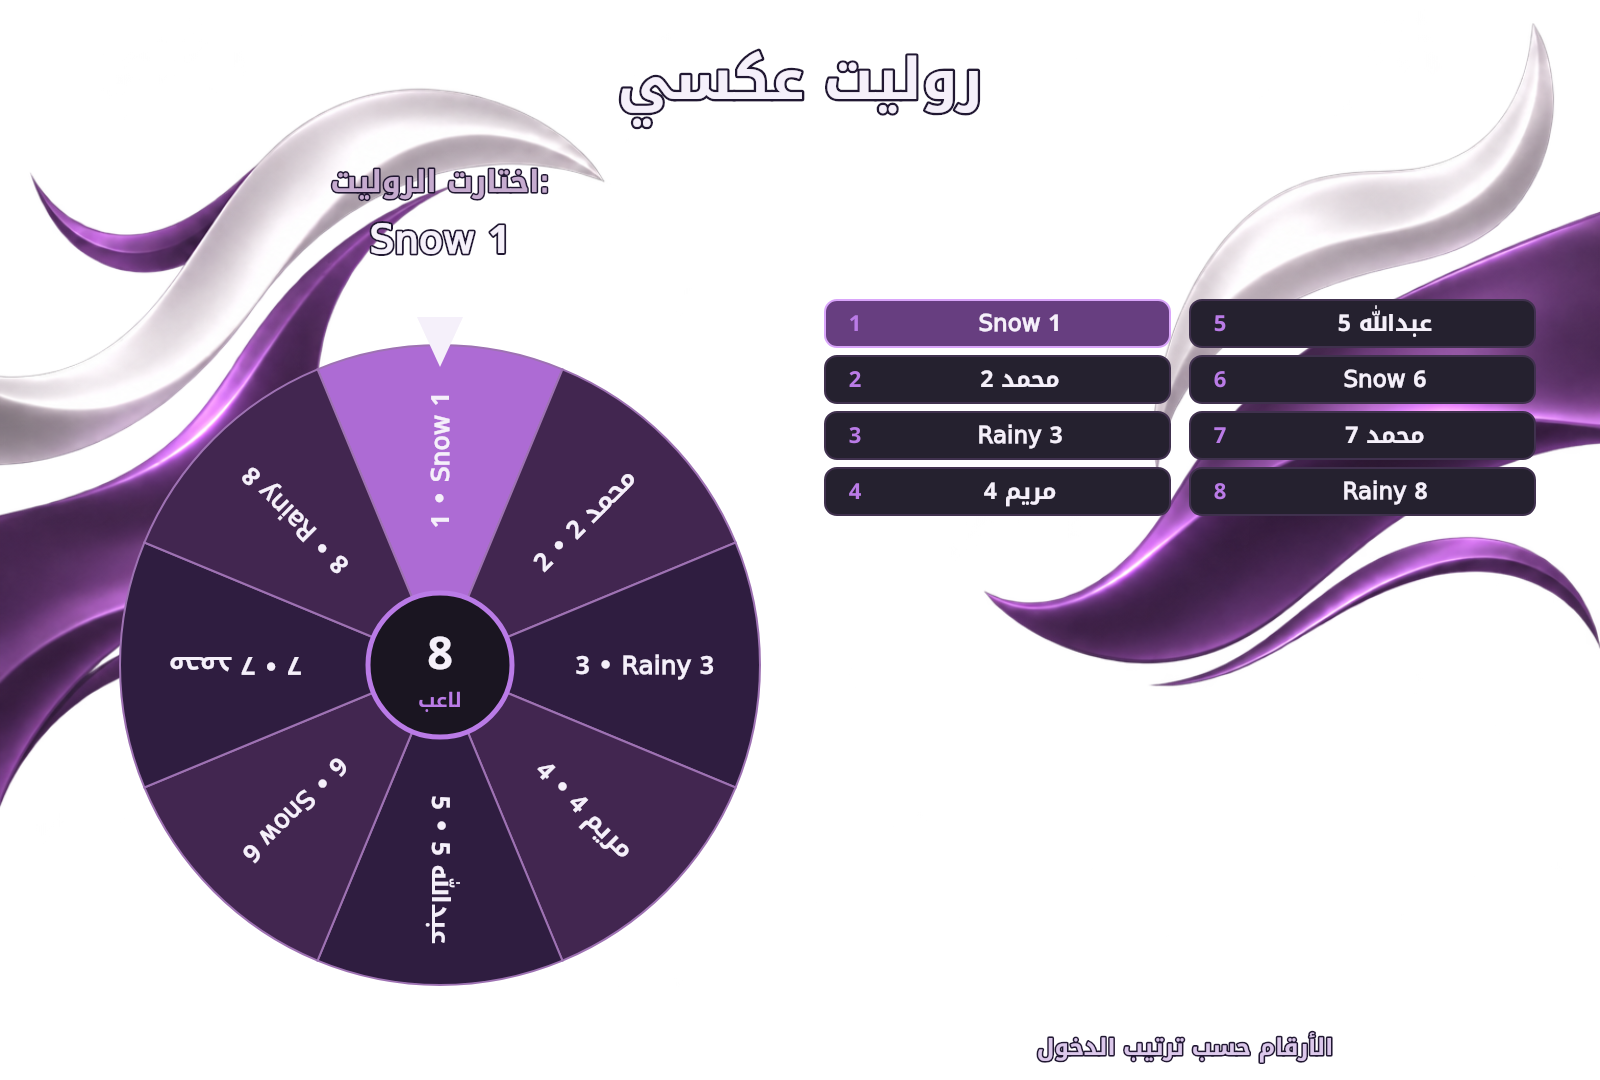 روليت عكسي
اختارت الروليت:
Snow 1
1 • Snow 1
2 • محمد 2
3 • Rainy 3
4 • مريم 4
5 • عبدالله 5
6 • Snow 6
7 • محمد 7
8 • Rainy 8
8
لاعب
1 Snow 1
2 محمد 2
3 Rainy 3
4 مريم 4
5 عبدالله 5
6 Snow 6
7 محمد 7
8 Rainy 8
الأرقام حسب ترتيب الدخول